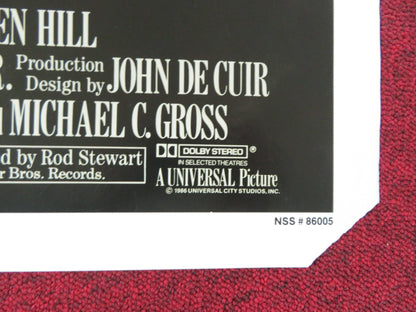 EN HILL
R. Production Design by JOHN DE CUIR
MICHAEL C. GROSS
d by Rod Stewart
r Bros. Records.
DOLBY STEREO ®
IN SELECTED THEATRES
A UNIVERSAL Picture
© 1986 UNIVERSAL CITY STUDIOS, INC.
NSS # 86005